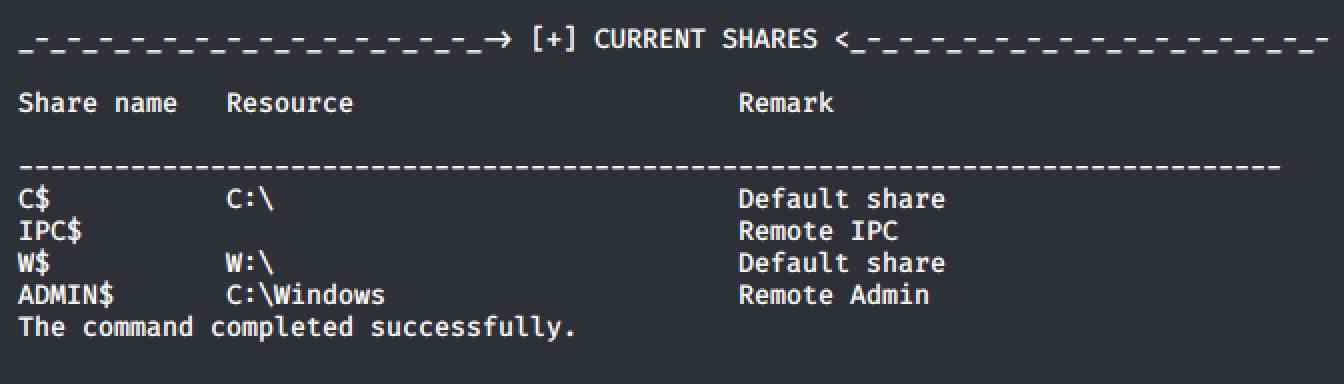 _-_-_-_-_-_-_-_-_-_-_-_-_-_-_-> [+] CURRENT SHARES <_-_-_-_-_-_-_-_-_-_-_-_-_-_-_-
Share name   Resource                        Remark
-------------------------------------------------------------------------------
C$           C:\                             Default share
IPC$                                         Remote IPC
W$           W:\                             Default share
ADMIN$       C:\Windows                      Remote Admin
The command completed successfully.